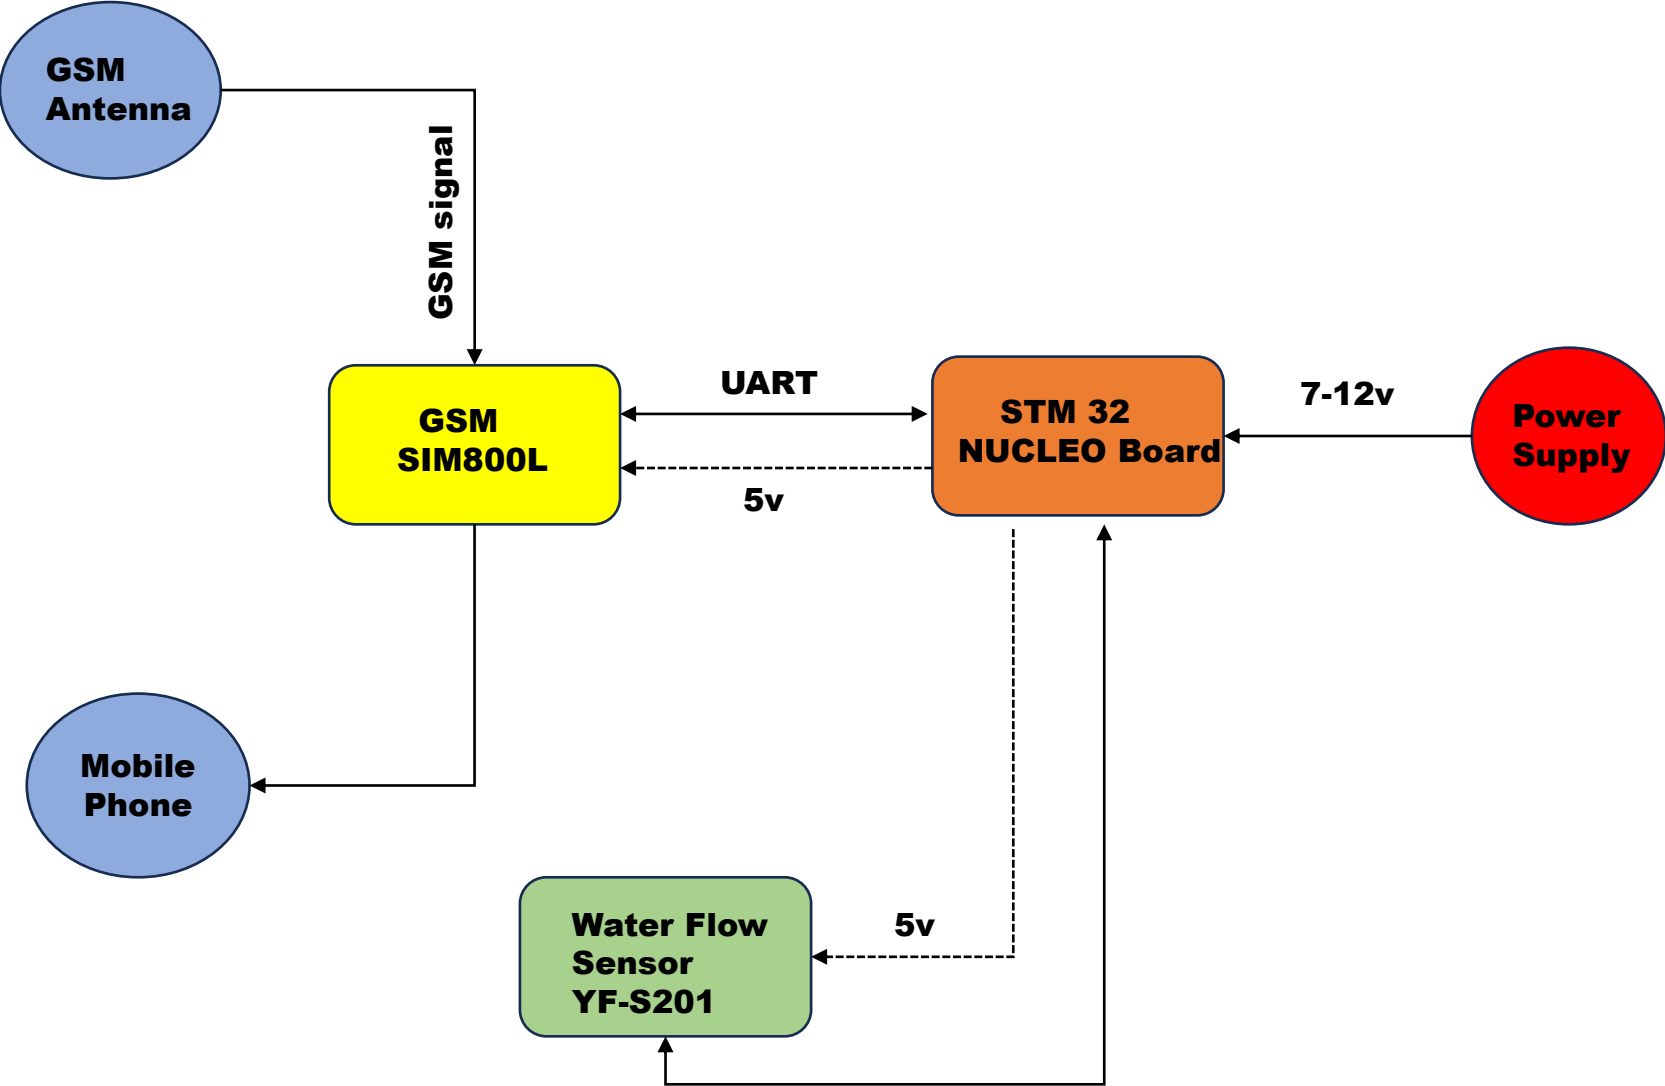 GSM
Antenna
GSM signal
GSM
SIM800L
UART
5v
STM 32
NUCLEO Board
7-12v
Power
Supply
Mobile
Phone
Water Flow
Sensor
YF-S201
5v